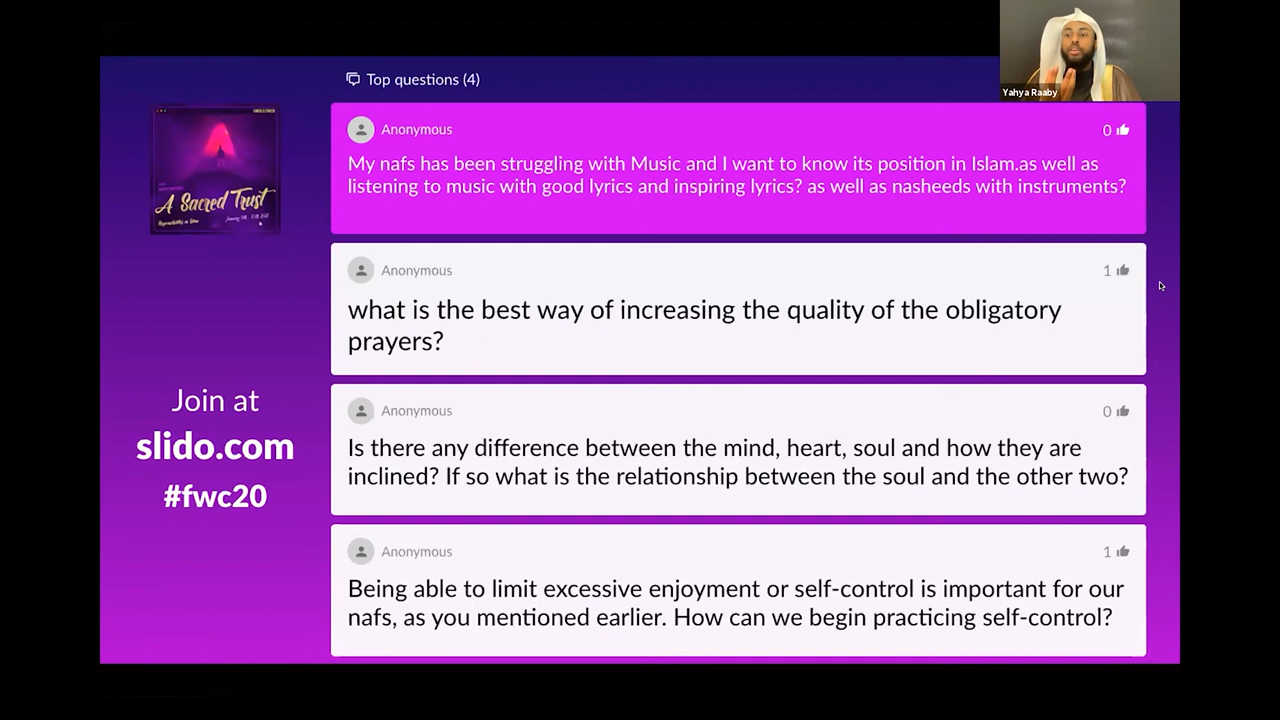 Top questions (4)
Yahya Raaby
A Sacred Trust
Anonymous
0
My nafs has been struggling with Music and I want to know its position in Islam.as well as
listening to music with good lyrics and inspiring lyrics? as well as nasheeds with instruments?
Anonymous
1
what is the best way of increasing the quality of the obligatory
prayers?
Join at
slido.com
#fwc20
Anonymous
0
Is there any difference between the mind, heart, soul and how they are
inclined? If so what is the relationship between the soul and the other two?
Anonymous
1
Being able to limit excessive enjoyment or self-control is important for our
nafs, as you mentioned earlier. How can we begin practicing self-control?